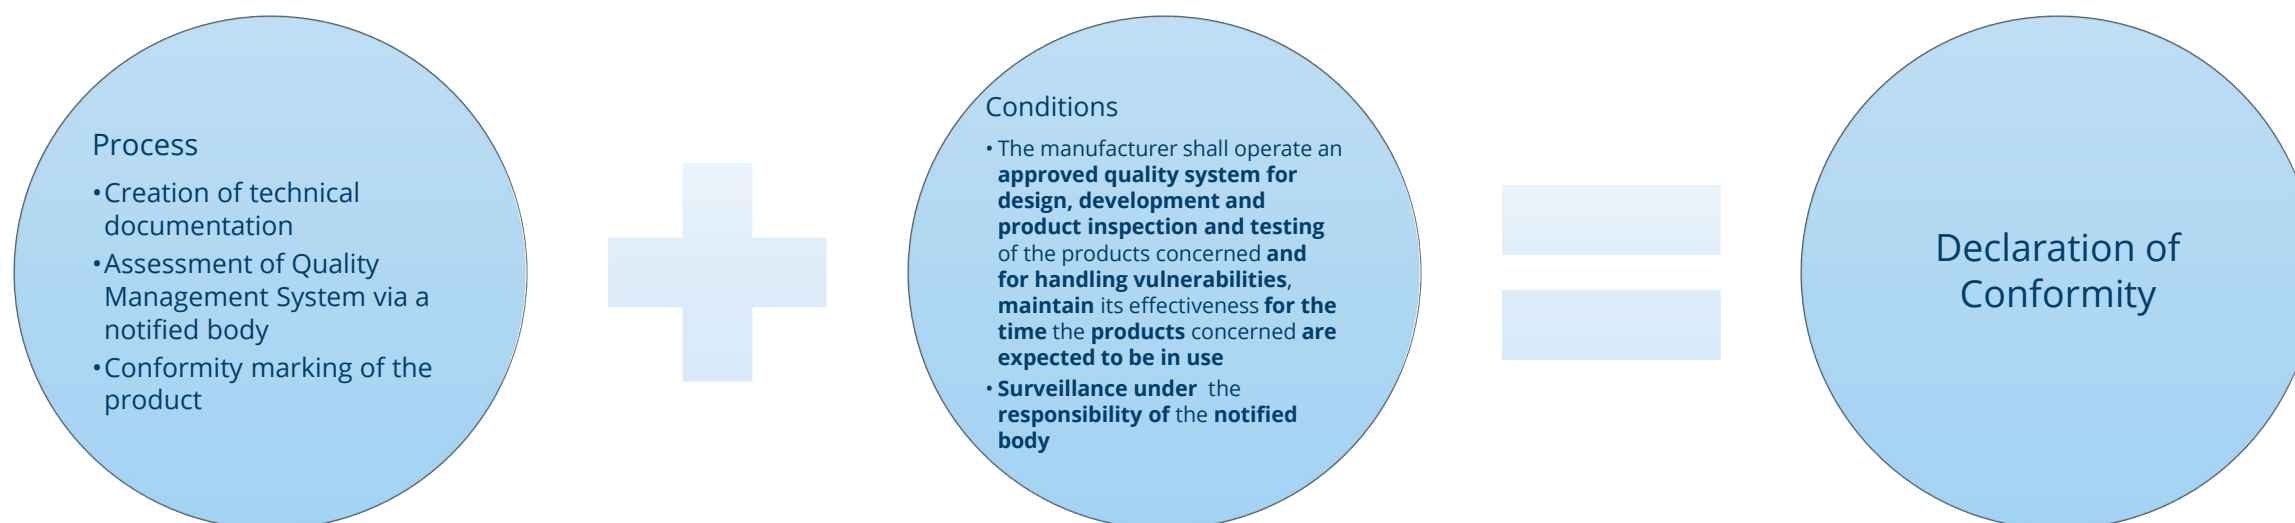 Process
•Creation of technical
documentation
•Assessment of Quality
Management System via a
notified body
•Conformity marking of the
product
Conditions
• The manufacturer shall operate an
approved quality system for
design, development and
product inspection and testing
of the products concerned and
for handling vulnerabilities,
maintain its effectiveness for the
time the products concerned are
expected to be in use
• Surveillance under the
responsibility of the notified
body
Declaration of
Conformity